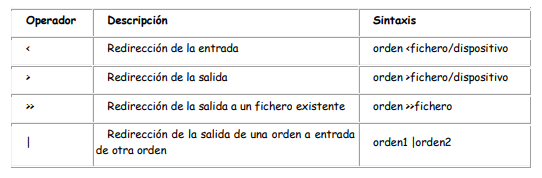 Operador Descripción Sintaxis
< Redirección de la entrada orden <fichero/dispositivo
> Redirección de la salida orden >fichero/dispositivo
>> Redirección de la salida a un fichero existente orden >>fichero
| Redirección de la salida de una orden a entrada de otra orden orden1 |orden2